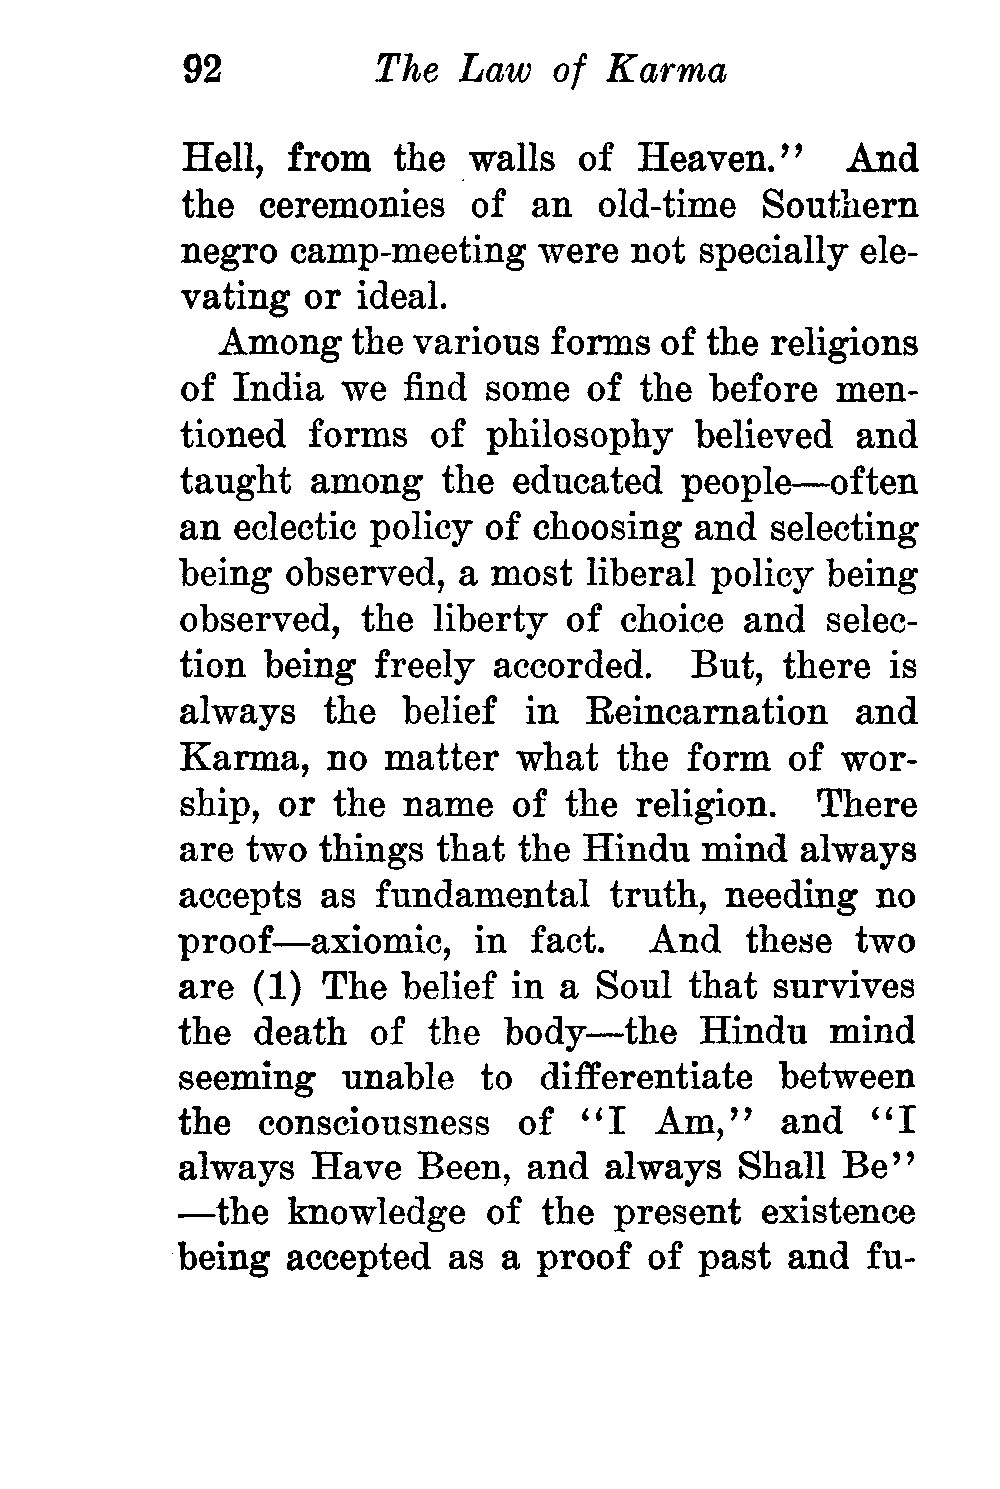 92 The Law of Karma
Hell, from the walls of Heaven.” And
the ceremonies of an old-time Southern
negro camp-meeting were not specially ele-
vating or ideal.
Among the various forms of the religions
of India we find some of the before men-
tioned forms of philosophy believed and
taught among the educated people—often
an eclectic policy of choosing and selecting
being observed, a most liberal policy being
observed, the liberty of choice and selec-
tion being freely accorded. But, there is
always the belief in Reincarnation and
Karma, no matter what the form of wor-
ship, or the name of the religion. There
are two things that the Hindu mind always
accepts as fundamental truth, needing no
proof—axiomic, in fact. And these two
are (1) The belief in a Soul that survives
the death of the body—the Hindu mind
seeming unable to differentiate between
the consciousness of “I Am,” and “I
always Have Been, and always Shall Be”
—the knowledge of the present existence
being accepted as a proof of past and fu-